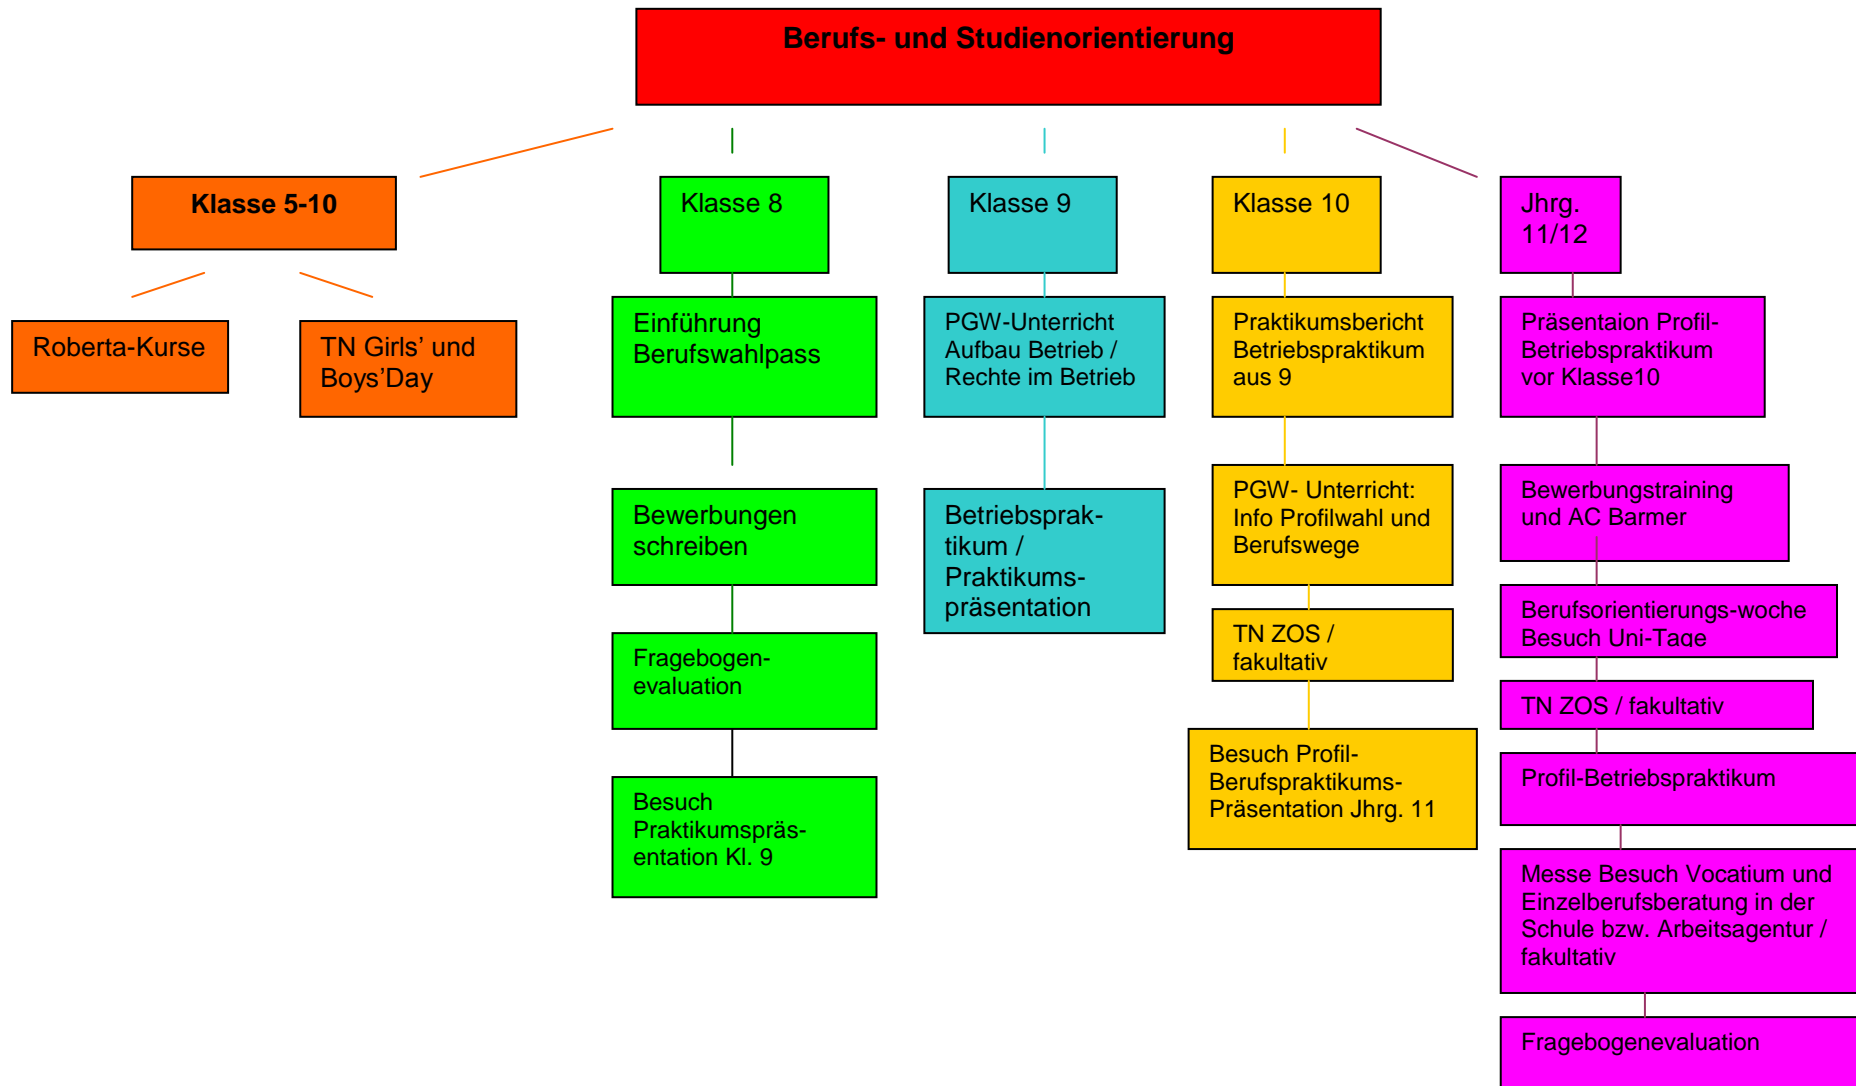 Berufs- und Studienorientierung
Klasse 5-10
Roberta-Kurse
TN Girls’ und
Boys’Day
Klasse 8
Einführung
Berufswahlpass
Bewerbungen
schreiben
Fragebogen-
evaluation
Besuch
Praktikumspräs-
entation Kl. 9
Klasse 9
PGW-Unterricht
Aufbau Betrieb /
Rechte im Betrieb
Betriebsprak-
tikum /
Praktikums-
präsentation
Klasse 10
Praktikumsbericht
Betriebspraktikum
aus 9
PGW- Unterricht:
Info Profilwahl und
Berufswege
TN ZOS /
fakultativ
Besuch Profil-
Berufspraktikums-
Präsentation Jhrg. 11
Jhrg.
11/12
Präsentaion Profil-
Betriebspraktikum
vor Klasse10
Bewerbungstraining
und AC Barmer
Berufsorientierungs-woche
Besuch Uni-Tage
TN ZOS / fakultativ
Profil-Betriebspraktikum
Messe Besuch Vocatium und
Einzelberufsberatung in der
Schule bzw. Arbeitsagentur /
fakultativ
Fragebogenevaluation